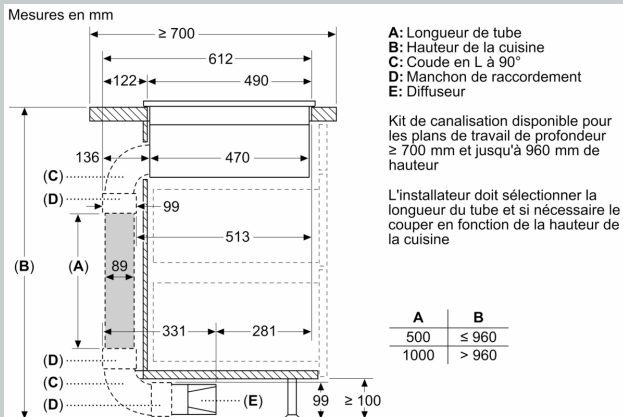 Mesures en mm
≥ 700
612
122 490
A: Longueur de tube
B: Hauteur de la cuisine
C: Coude en L à 90°
D: Manchon de raccordement
E: Diffuseur
Kit de canalisation disponible pour
les plans de travail de profondeur
≥ 700 mm et jusqu'à 960 mm de
hauteur
L'installateur doit sélectionner la
longueur du tube et si nécessaire le
couper en fonction de la hauteur de
la cuisine
136 470
(C)
(D) 99
513
(B) (A) 89
331 281
(D)
(C)
(D) (E) 99 ≥ 100
A B
500 ≤ 960
1000 > 960